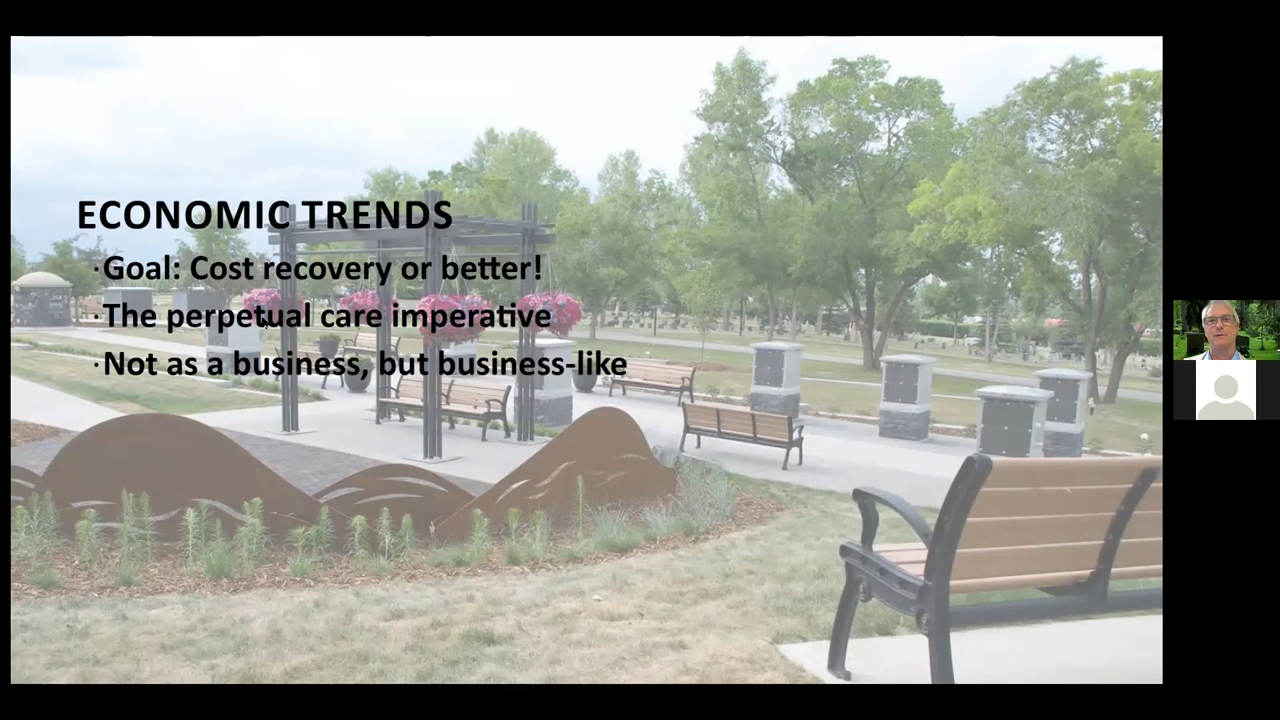 ECONOMIC TRENDS
·Goal: Cost recovery or better!
·The perpetual care imperative
·Not as a business, but business-like